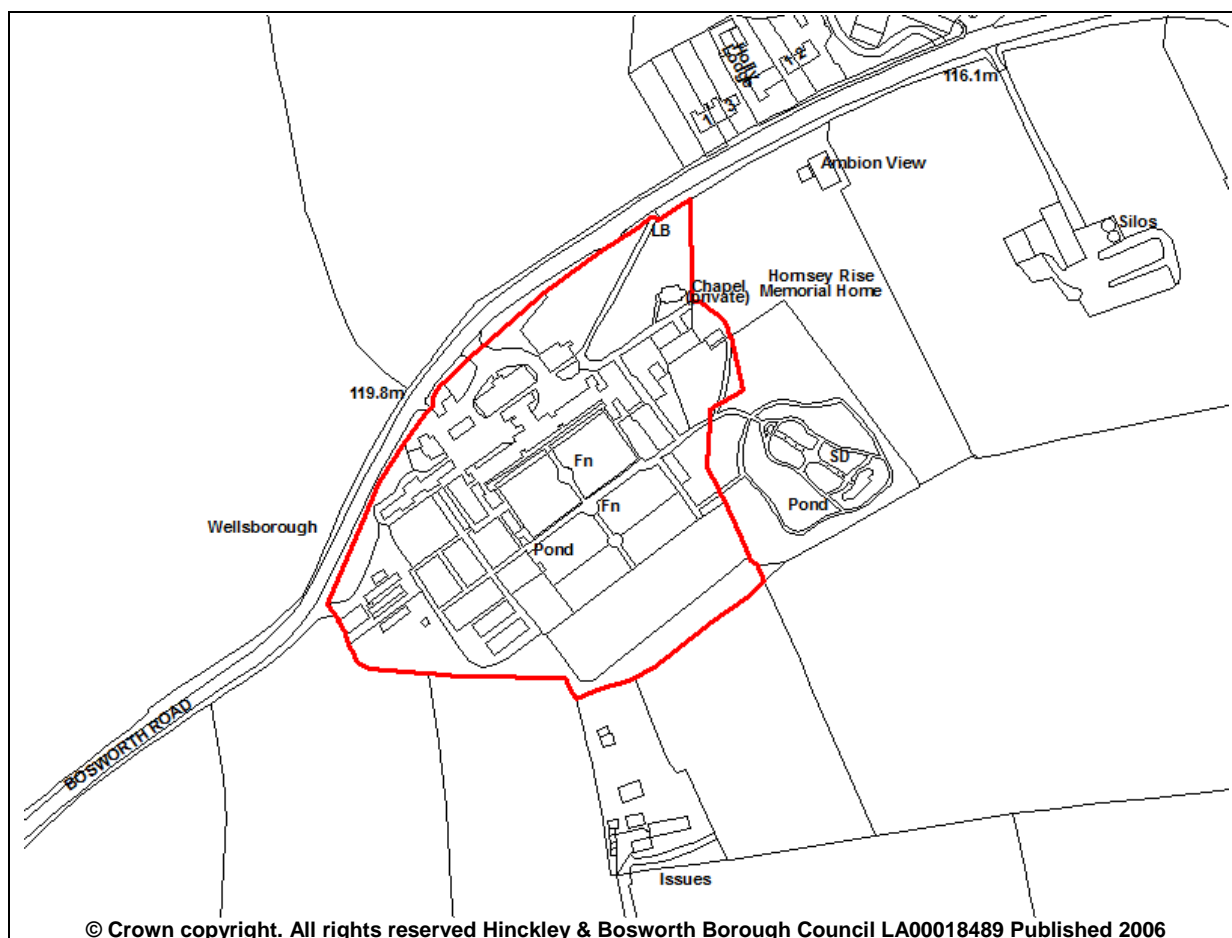 Holly
Lodge
1-2
1
3
116.1m
Ambion View
LB
Silos
Chapel
(private)
Hornsey Rise
Memorial Home
119.8m
Fn
SD
Fn
Pond
Wellsborough
Pond
BOSWORTH ROAD
Issues
© Crown copyright. All rights reserved Hinckley & Bosworth Borough Council LA00018489 Published 2006